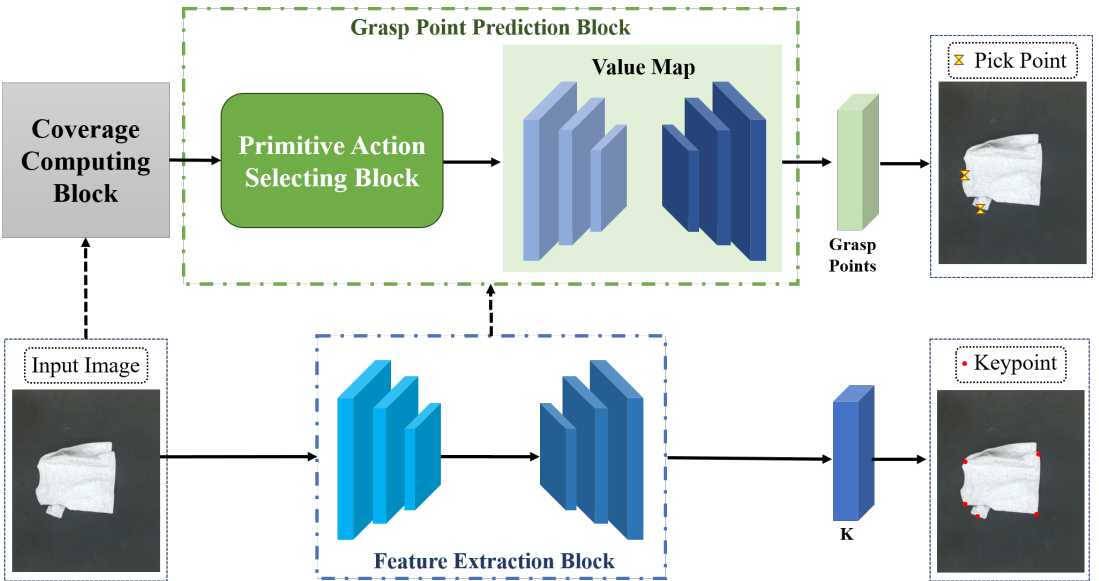 Grasp Point Prediction Block
Value Map
Pick Point
Coverage
Computing
Block
Primitive Action
Selecting Block
Grasp
Points
Input Image
Keypoint
K
Feature Extraction Block